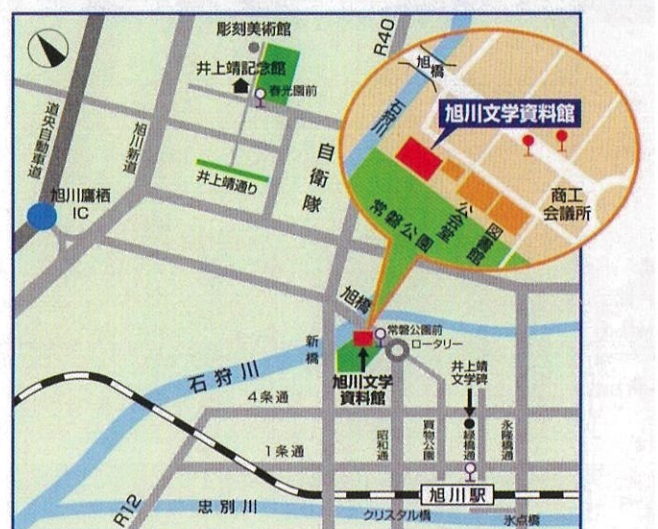 彫刻美術館
井上靖記念館
春光園前
R40
道央自動車道
旭川新道
井上靖通り
自衛隊
旭川鷹栖
IC
旭橋
石狩川
旭川文学資料館
商工
会議所
図書館
公会堂
常磐公園
旭橋
常磐公園前
ロータリー
新橋
旭川文学
資料館
井上靖
文学碑
石狩川
4条通
1条通
昭和通
買物公園
緑橋通
永隆橋通
旭川駅
R12
忠別川
クリスタル橋
氷点橋